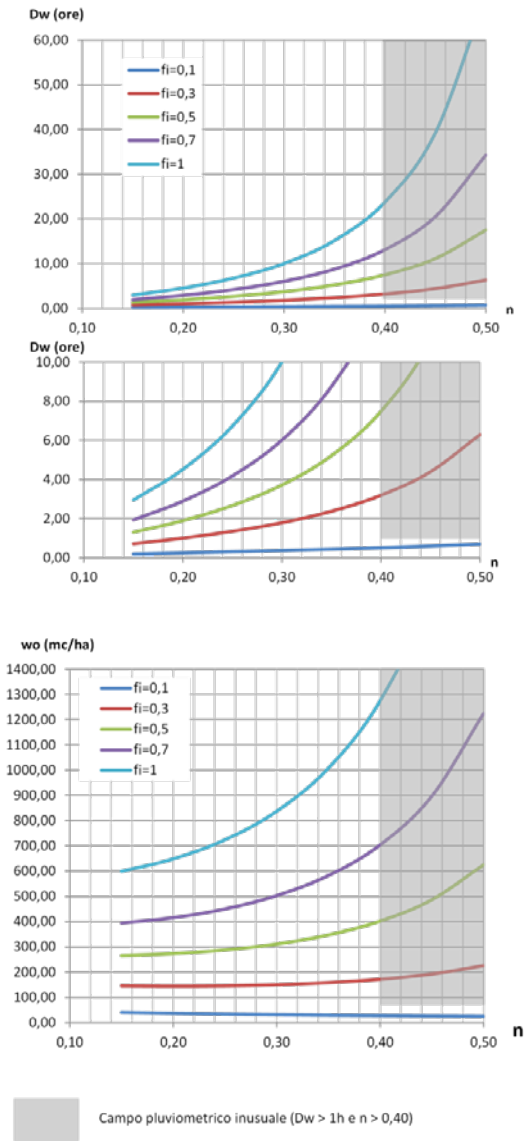 Dw (ore)
60,00
50,00
40,00
30,00
20,00
10,00
0,00
fi=0,1
fi=0,3
fi=0,5
fi=0,7
fi=1
0,10 0,20 0,30 0,40 0,50 n
Dw (ore)
10,00
8,00
6,00
4,00
2,00
0,00
0,10 0,20 0,30 0,40 0,50 n
wo (mc/ha)
1400,00
1300,00
1200,00
1100,00
1000,00
900,00
800,00
700,00
600,00
500,00
400,00
300,00
200,00
100,00
0,00
fi=0,1
fi=0,3
fi=0,5
fi=0,7
fi=1
0,10 0,20 0,30 0,40 0,50 n
Campo pluviometrico inusuale (Dw > 1h e n > 0,40)